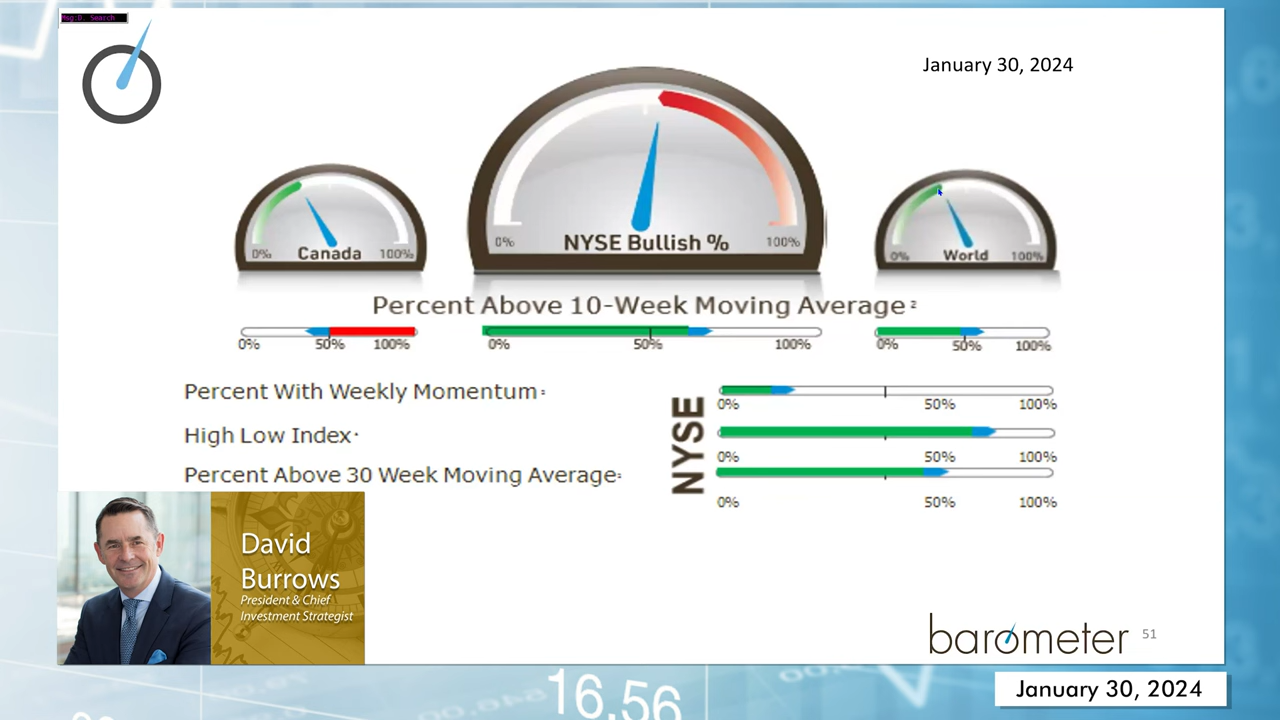 Msg:D. Search
January 30, 2024
0%
Canada
100%
0%
NYSE Bullish %
100%
0%
World
100%
Percent Above 10-Week Moving Average ²
0% 50% 100%
0% 50% 100%
0% 50% 100%
Percent With Weekly Momentum
0% 50% 100%
High Low Index
0% 50% 100%
Percent Above 30 Week Moving Average
0% 50% 100%
NYSE
David
Burrows
President & Chief
Investment Strategist
barometer 51
January 30, 2024
16.56